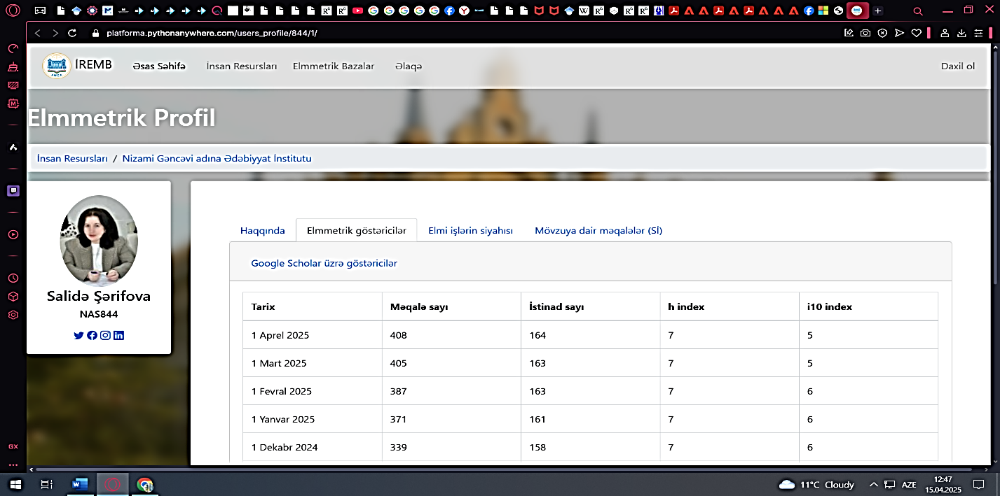 platforma.pythonanywhere.com/users_profile/844/1/
İREMB Əsas Səhifə İnsan Resursları Elmmetrik Bazalar Əlaqə Daxil ol
Elmmetrik Profil
İnsan Resursları / Nizami Gəncəvi adına Ədəbiyyat İnstitutu
Salidə Şərifova
NAS844
Haqqında Elmmetrik göstəricilər Elmi işlərin siyahısı Mövzuya dair məqalələr (Sİ)
Google Scholar üzrə göstəricilər
Tarix Məqalə sayı İstinad sayı h index i10 index
1 Aprel 2025 408 164 7 5
1 Mart 2025 405 163 7 5
1 Fevral 2025 387 163 7 6
1 Yanvar 2025 371 161 7 6
1 Dekabr 2024 339 158 7 6
GX
11°C Cloudy AZE 12:47
15.04.2025